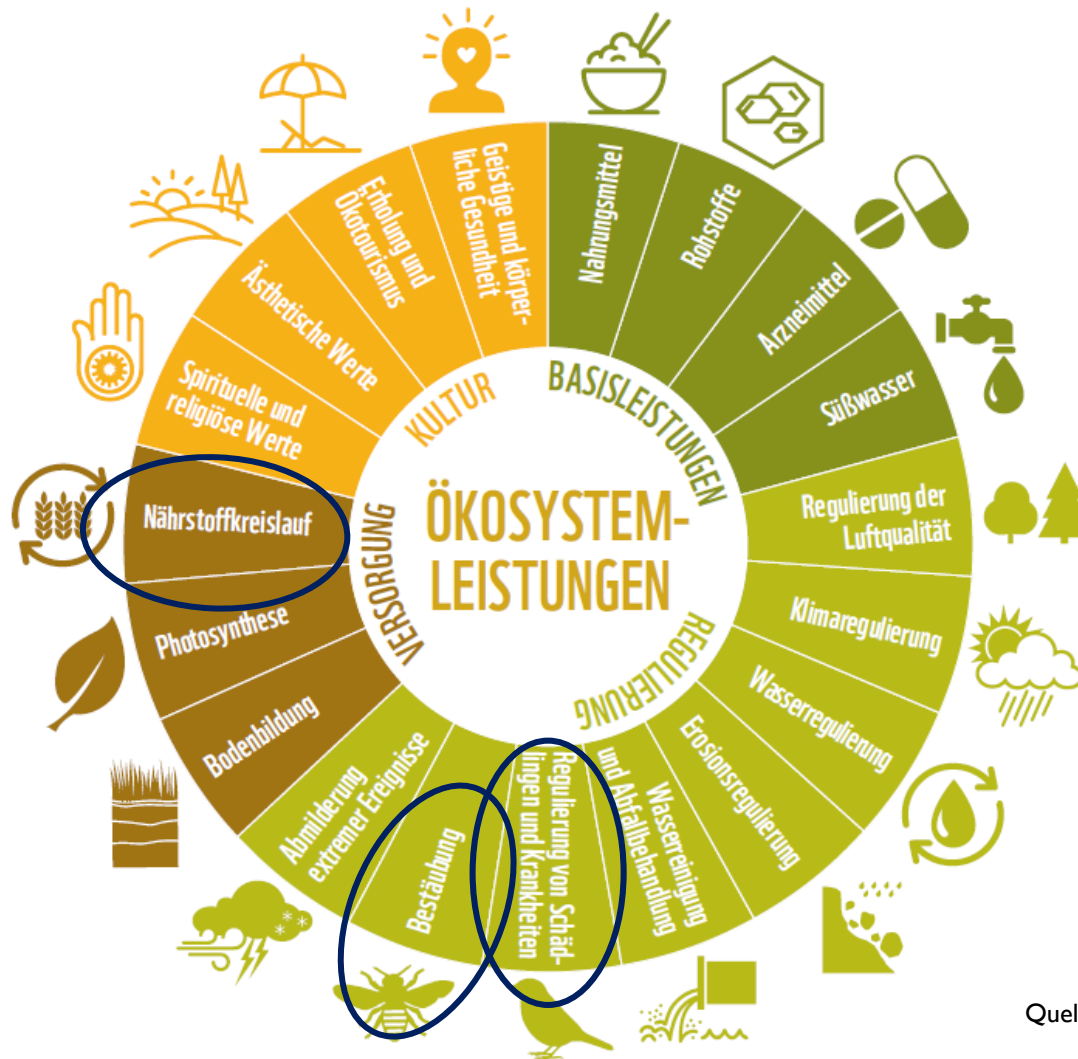 ÖKOSYSTEM-
LEISTUNGEN
BASISLEISTUNGEN
Nahrungsmittel
Rohstoffe
Arzneimittel
Süßwasser
REGULIERUNG
Regulierung der
Luftqualität
Klimaregulierung
Wasserregulierung
Erosionsregulierung
Wasserreinigung
und Abfallbehandlung
Regulierung von Schäd-
lingen und Krankheiten
Bestäubung
Abmilderung
extremer Ereignisse
VERSORGUNG
Bodenbildung
Photosynthese
Nährstoffkreislauf
KULTUR
Spirituelle und
religiöse Werte
Ästhetische Werte
Erholung und
Ökotourismus
Geistige und körper-
liche Gesundheit
Quel